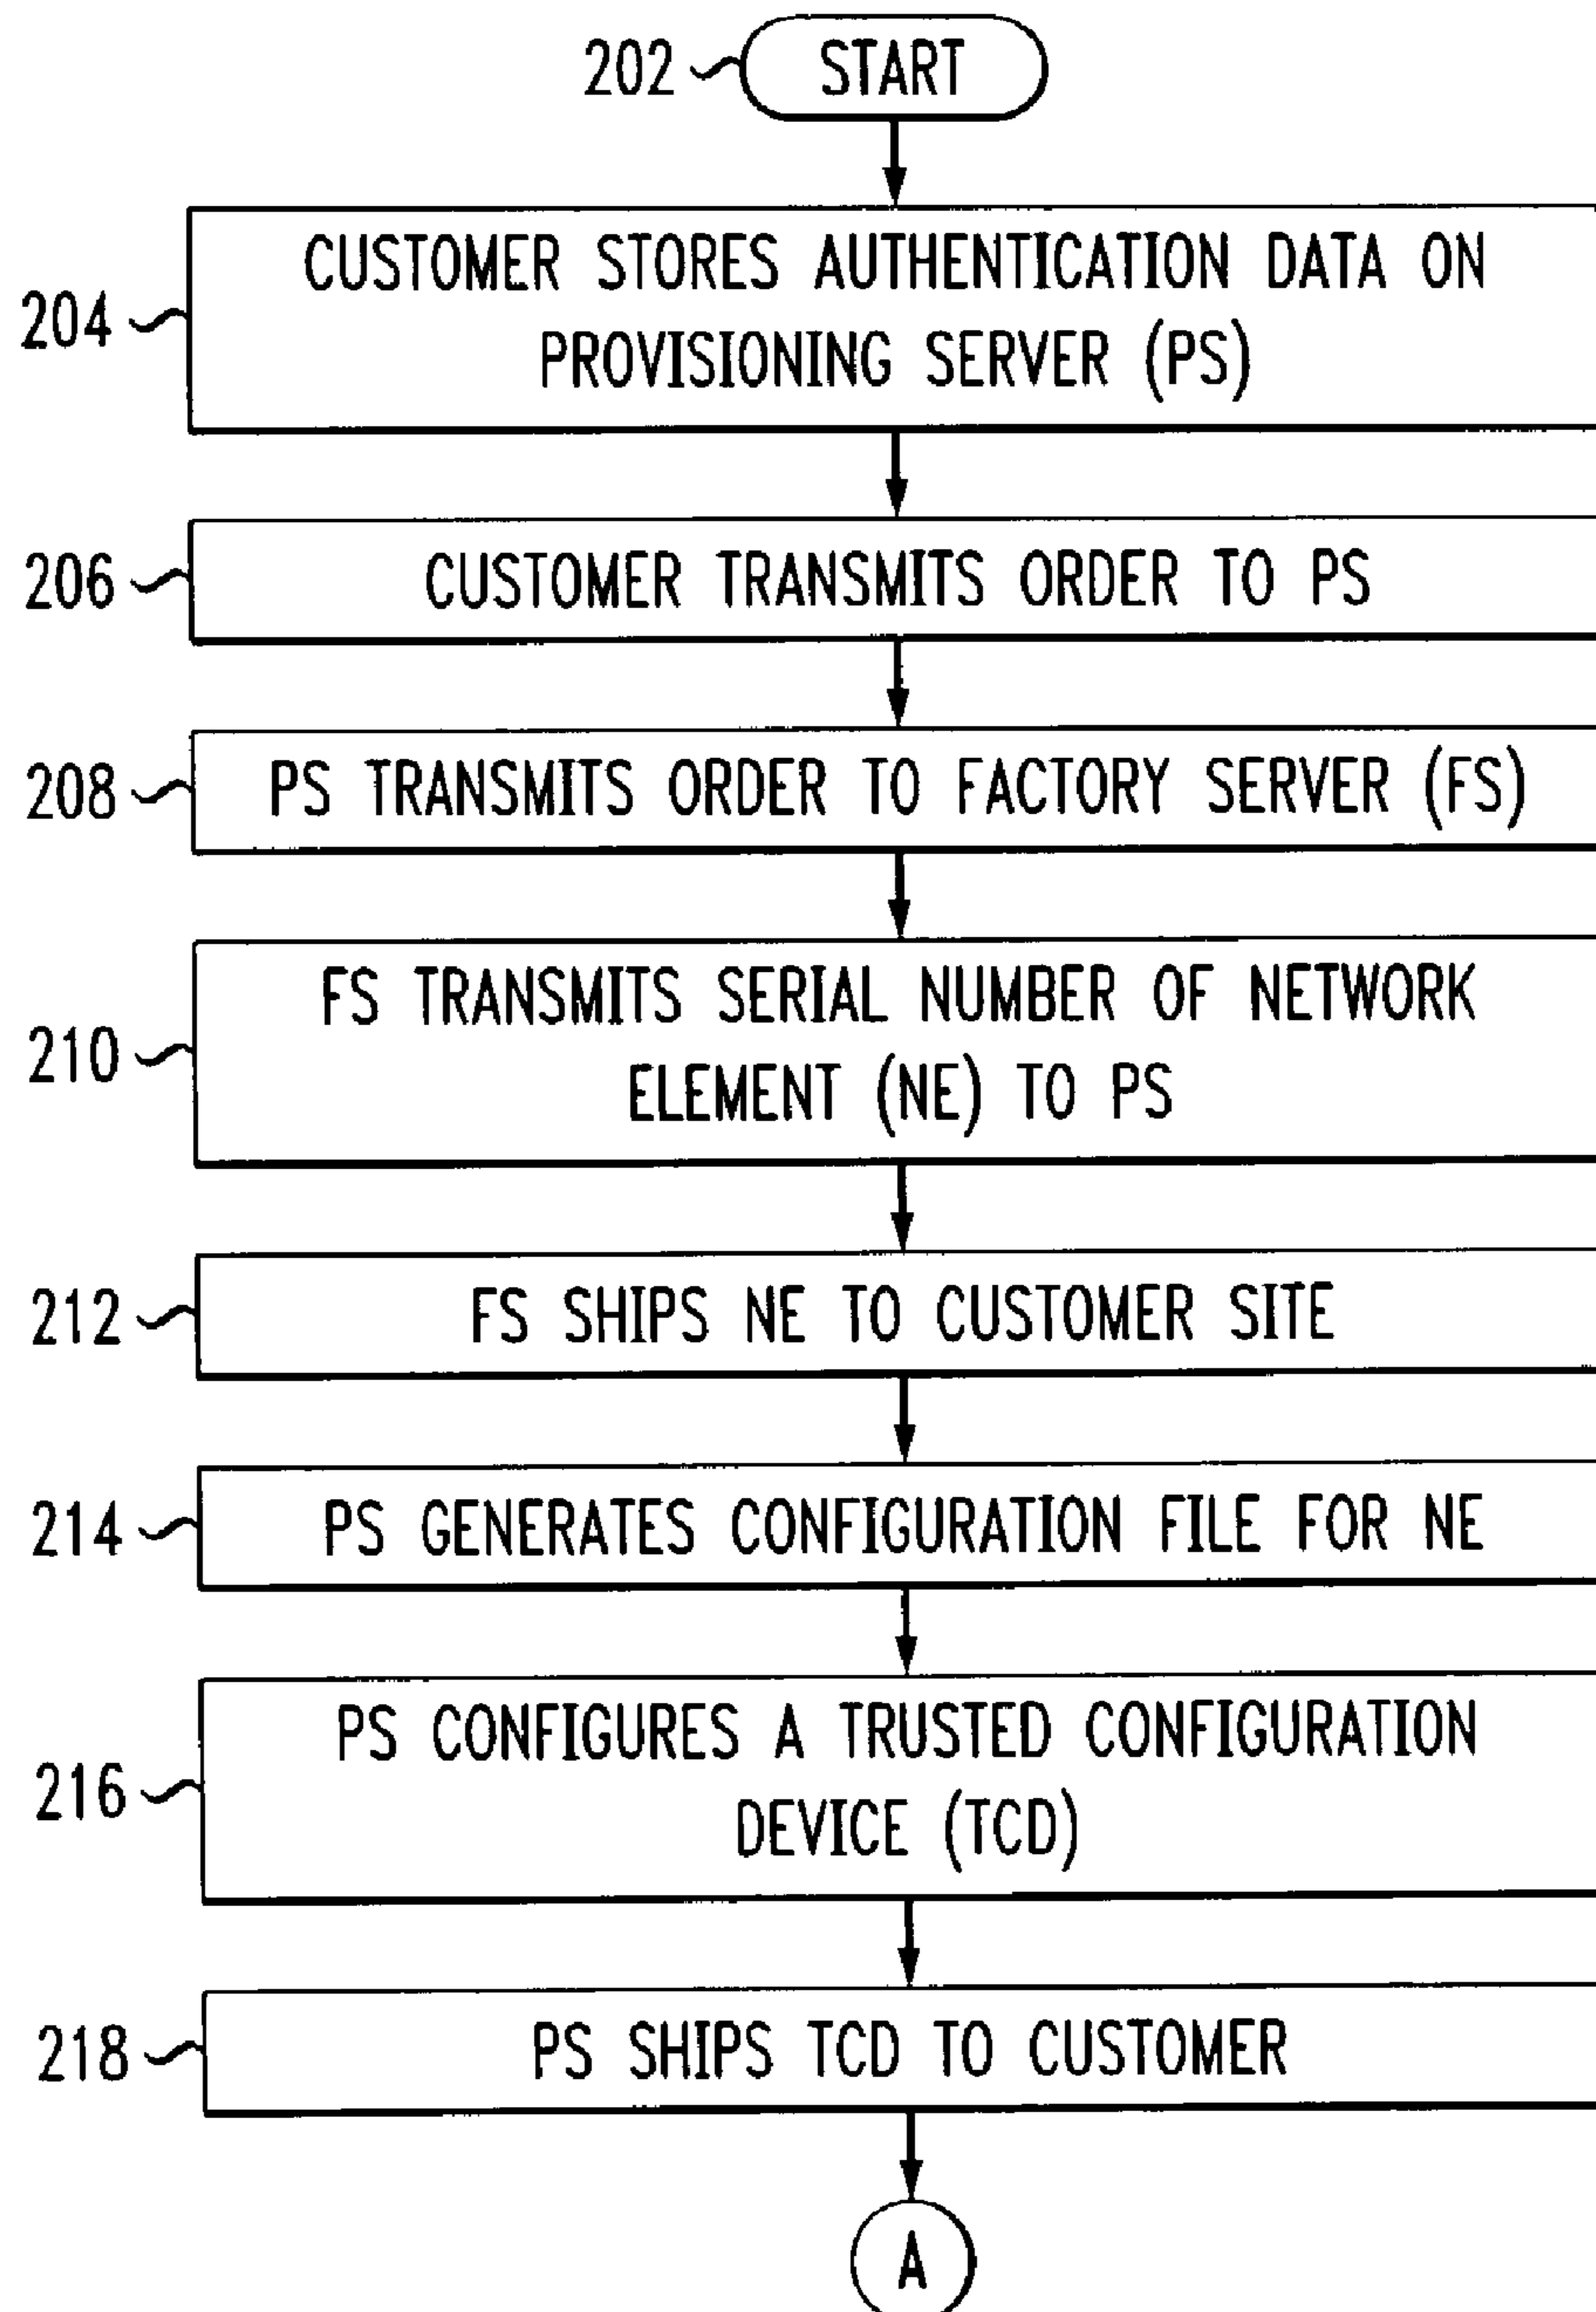 202 START
204 CUSTOMER STORES AUTHENTICATION DATA ON
PROVISIONING SERVER (PS)
206 CUSTOMER TRANSMITS ORDER TO PS
208 PS TRANSMITS ORDER TO FACTORY SERVER (FS)
210 FS TRANSMITS SERIAL NUMBER OF NETWORK
ELEMENT (NE) TO PS
212 FS SHIPS NE TO CUSTOMER SITE
214 PS GENERATES CONFIGURATION FILE FOR NE
216 PS CONFIGURES A TRUSTED CONFIGURATION
DEVICE (TCD)
218 PS SHIPS TCD TO CUSTOMER
A